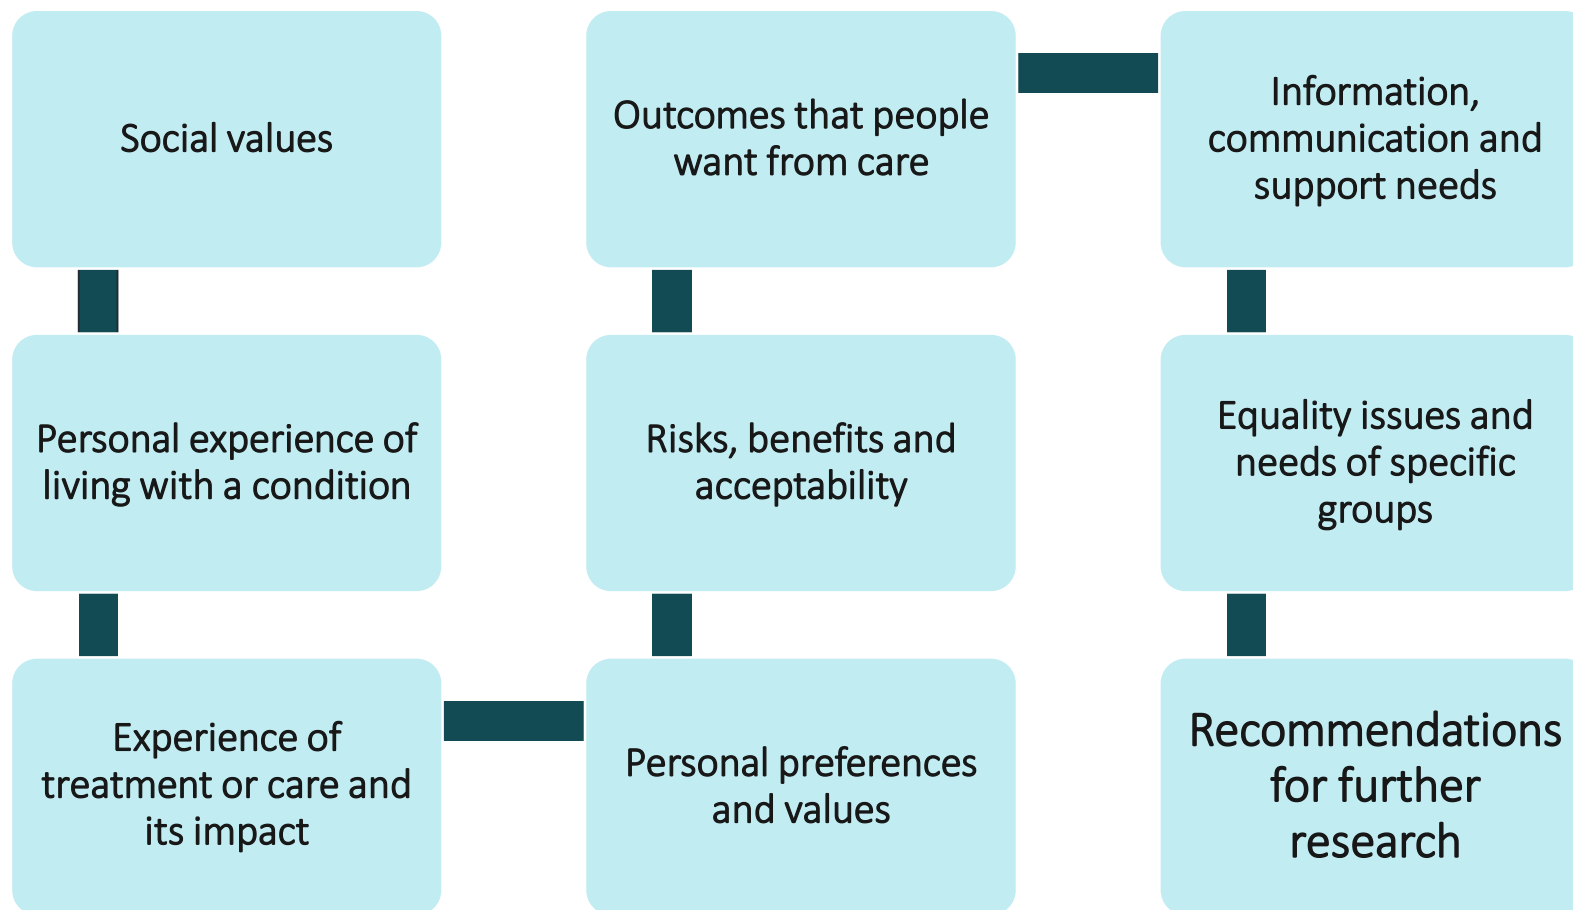 Social values
Personal experience of
living with a condition
Experience of
treatment or care and
its impact
Personal preferences
and values
Risks, benefits and
acceptability
Outcomes that people
want from care
Information,
communication and
support needs
Equality issues and
needs of specific
groups
Recommendations
for further
research